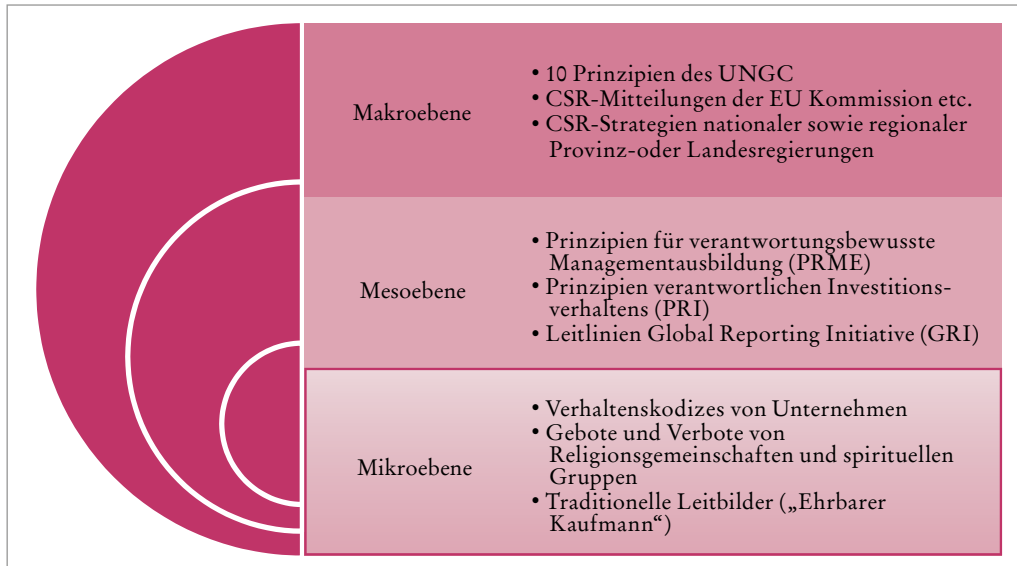 Makroebene
• 10 Prinzipien des UNGC
• CSR-Mitteilungen der EU Kommission etc.
• CSR-Strategien nationaler sowie regionaler
Provinz-oder Landesregierungen
Mesoebene
• Prinzipien für verantwortungsbewusste
Managementausbildung (PRME)
• Prinzipien verantwortlichen Investitions-
verhaltens (PRI)
• Leitlinien Global Reporting Initiative (GRI)
Mikroebene
• Verhaltenskodizes von Unternehmen
• Gebote und Verbote von
Religionsgemeinschaften und spirituellen
Gruppen
• Traditionelle Leitbilder („Ehrbarer
Kaufmann“)